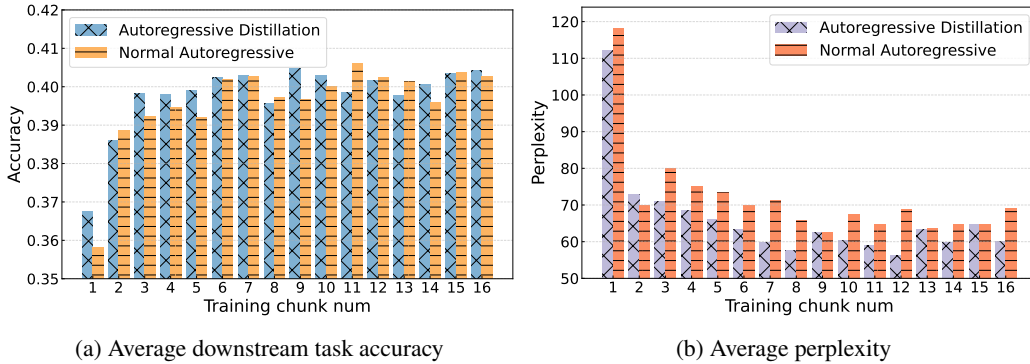 0.42
0.41
0.40
0.39
0.38
0.37
0.36
0.35
Accuracy
Autoregressive Distillation
Normal Autoregressive
1 2 3 4 5 6 7 8 9 10 11 12 13 14 15 16
Training chunk num
(a) Average downstream task accuracy
120
110
100
90
80
70
60
50
Perplexity
Autoregressive Distillation
Normal Autoregressive
1 2 3 4 5 6 7 8 9 10 11 12 13 14 15 16
Training chunk num
(b) Average perplexity